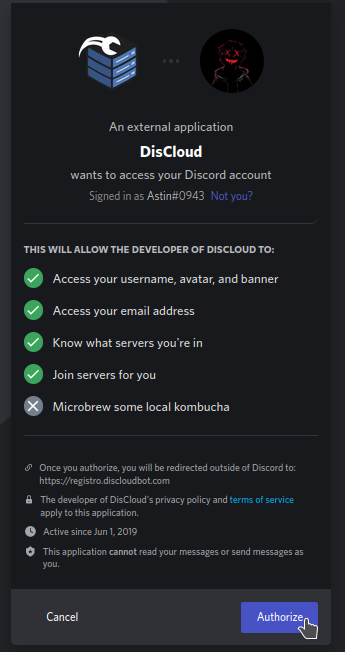 An external application
DisCloud
wants to access your Discord account
Signed in as Astin#0943 Not you?
THIS WILL ALLOW THE DEVELOPER OF DISCLOUD TO:
Access your username, avatar, and banner
Access your email address
Know what servers you're in
Join servers for you
Microbrew some local kombucha
Once you authorize, you will be redirected outside of Discord to:
https://registro.discloudbot.com
The developer of DisCloud's privacy policy and terms of service
apply to this application.
Active since Jun 1, 2019
This application cannot read your messages or send messages as
you.
Cancel Authorize